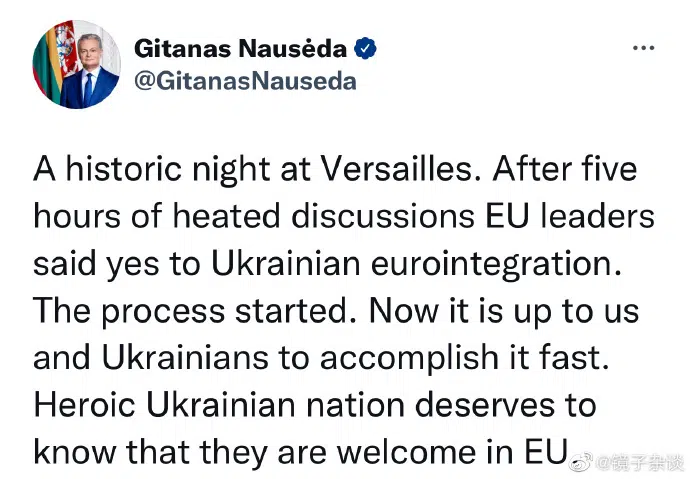 Gitanas Nausėda
@GitanasNauseda
A historic night at Versailles. After five
hours of heated discussions EU leaders
said yes to Ukrainian eurointegration.
The process started. Now it is up to us
and Ukrainians to accomplish it fast.
Heroic Ukrainian nation deserves to
know that they are welcome in EU.
@镜子杂谈